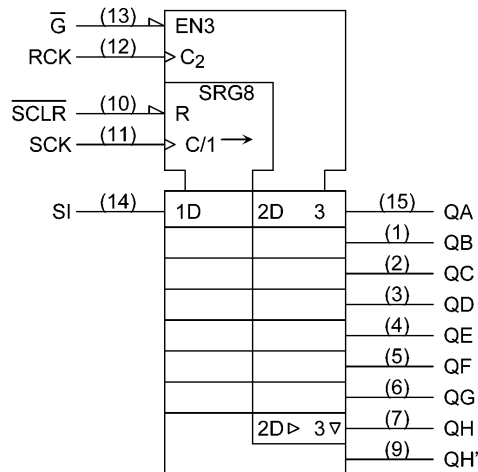 G̅ (13) EN3
RCK (12) C₂
SRG8
S̅C̅L̅R̅ (10) R
SCK (11) C/1 →
SI (14) 1D 2D 3 (15) QA
(1) QB
(2) QC
(3) QD
(4) QE
(5) QF
(6) QG
2D ▷ 3 ▽ (7) QH
(9) QH'